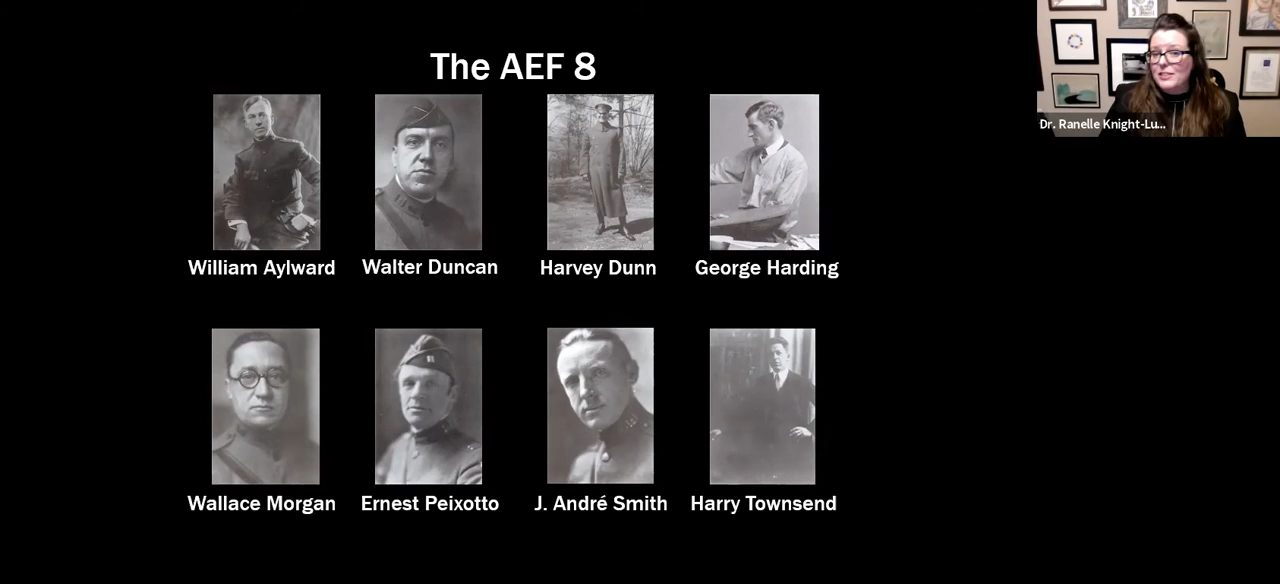 The AEF 8
Dr. Ranelle Knight-Lu...
William Aylward
Walter Duncan
Harvey Dunn
George Harding
Wallace Morgan
Ernest Peixotto
J. André Smith
Harry Townsend